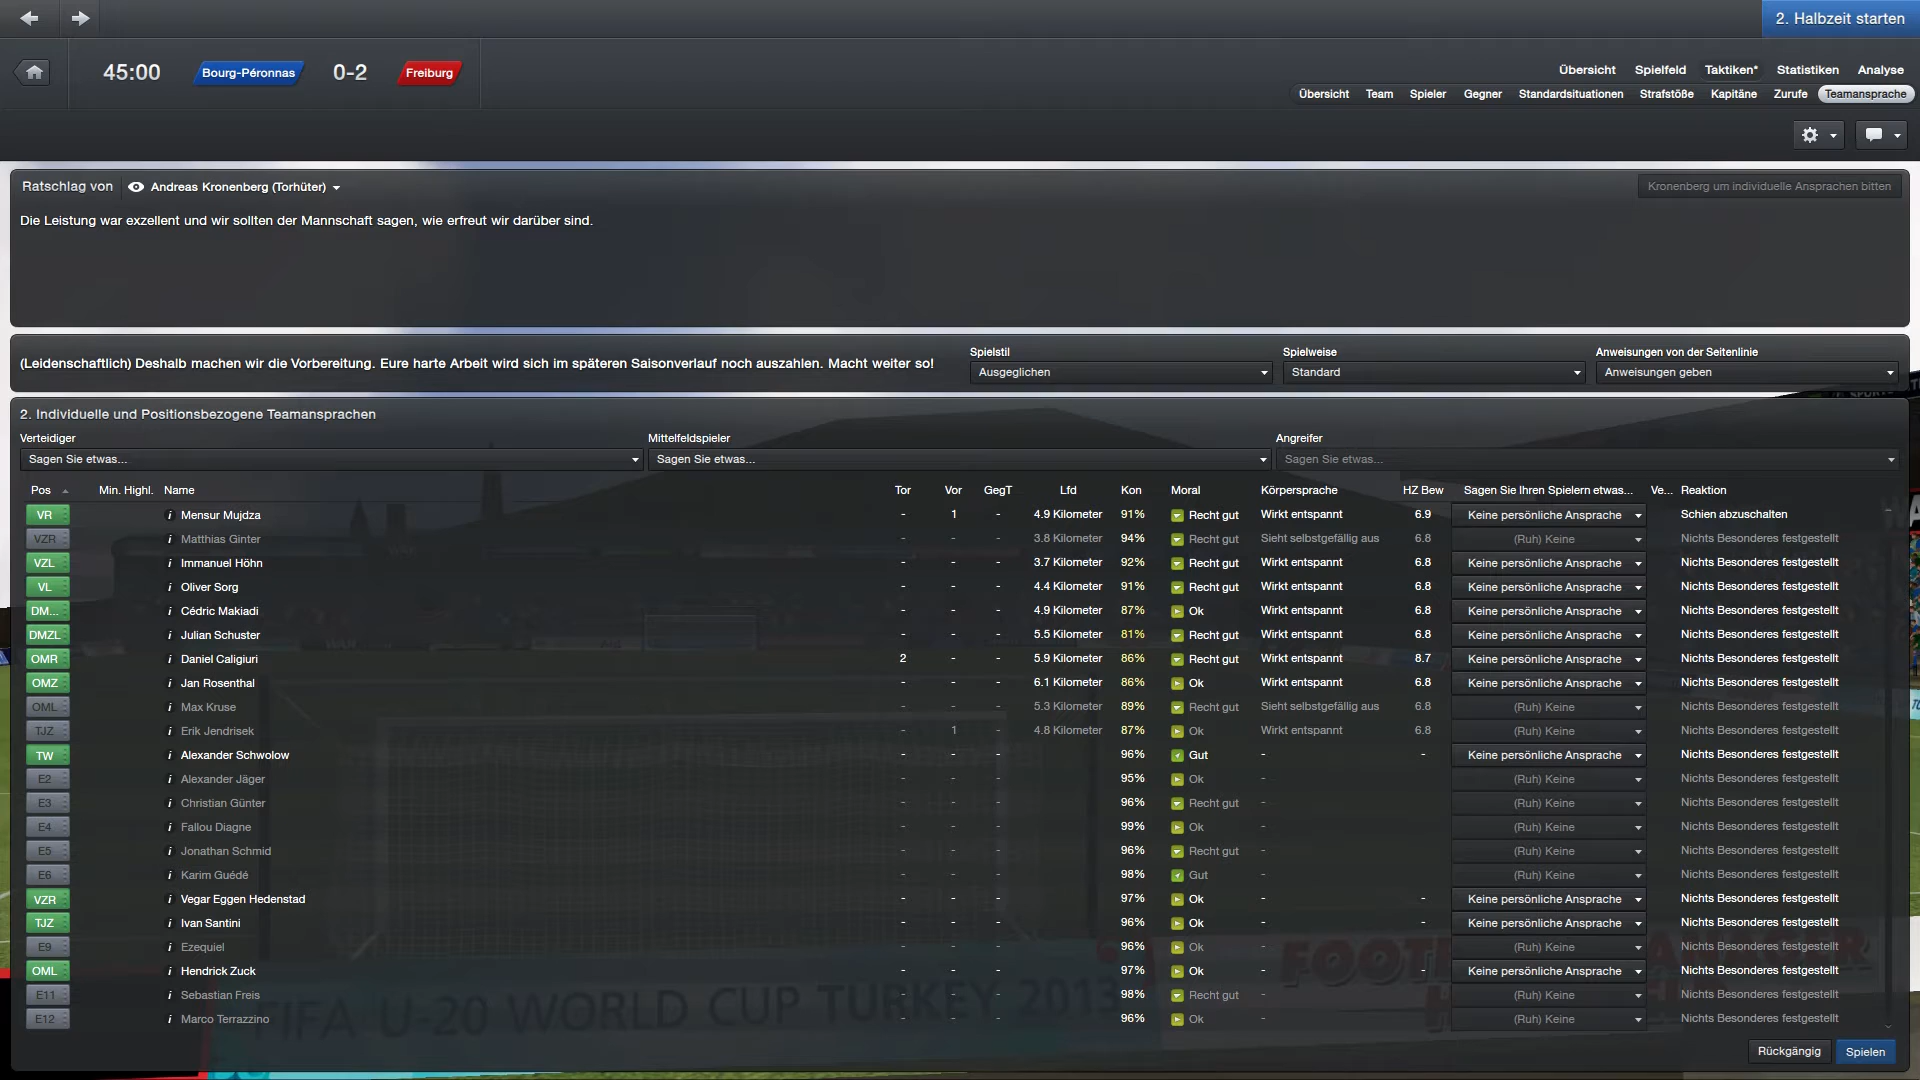 2. Halbzeit starten
45:00 Bourg-Péronnas 0-2 Freiburg
Übersicht Spielfeld Taktiken* Statistiken Analyse
Übersicht Team Spieler Gegner Standardsituationen Strafstöße Kapitäne Zurufe Teamansprache
Ratschlag von Andreas Kronenberg (Torhüter) Kronenberg um individuelle Ansprachen bitten
Die Leistung war exzellent und wir sollten der Mannschaft sagen, wie erfreut wir darüber sind.
(Leidenschaftlich) Deshalb machen wir die Vorbereitung. Eure harte Arbeit wird sich im späteren Saisonverlauf noch auszahlen. Macht weiter so!
Spielstil Spielweise Anweisungen von der Seitenlinie
Ausgeglichen Standard Anweisungen geben
2. Individuelle und Positionsbezogene Teamansprachen
Verteidiger Mittelfeldspieler Angreifer
Sagen Sie etwas... Sagen Sie etwas... Sagen Sie etwas...
Pos Min. Highl. Name Tor Vor GegT Lfd Kon Moral Körpersprache HZ Bew Sagen Sie Ihren Spielern etwas... Ve... Reaktion
VR i Mensur Mujdza - 1 - 4.9 Kilometer 91% Recht gut Wirkt entspannt 6.9 Keine persönliche Ansprache Schien abzuschalten
VZR i Matthias Ginter - - - 3.8 Kilometer 94% Recht gut Sieht selbstgefällig aus 6.8 (Ruh) Keine Nichts Besonderes festgestellt
VZL i Immanuel Höhn - - - 3.7 Kilometer 92% Recht gut Wirkt entspannt 6.8 Keine persönliche Ansprache Nichts Besonderes festgestellt
VL i Oliver Sorg - - - 4.4 Kilometer 91% Recht gut Wirkt entspannt 6.8 Keine persönliche Ansprache Nichts Besonderes festgestellt
DM... i Cédric Makiadi - - - 4.9 Kilometer 87% Ok Wirkt entspannt 6.8 Keine persönliche Ansprache Nichts Besonderes festgestellt
DMZL i Julian Schuster - - - 5.5 Kilometer 81% Recht gut Wirkt entspannt 6.8 Keine persönliche Ansprache Nichts Besonderes festgestellt
OMR i Daniel Caligiuri 2 - - 5.9 Kilometer 86% Recht gut Wirkt entspannt 8.7 Keine persönliche Ansprache Nichts Besonderes festgestellt
OMZ i Jan Rosenthal - - - 6.1 Kilometer 86% Ok Wirkt entspannt 6.8 Keine persönliche Ansprache Nichts Besonderes festgestellt
OML i Max Kruse - - - 5.3 Kilometer 89% Recht gut Sieht selbstgefällig aus 6.8 (Ruh) Keine Nichts Besonderes festgestellt
TJZ i Erik Jendrisek - 1 - 4.8 Kilometer 87% Ok Wirkt entspannt 6.8 (Ruh) Keine Nichts Besonderes festgestellt
TW i Alexander Schwolow - - - 96% Gut - - Keine persönliche Ansprache Nichts Besonderes festgestellt
E2 i Alexander Jäger - - - 95% Ok - (Ruh) Keine Nichts Besonderes festgestellt
E3 i Christian Günter - - - 96% Recht gut - (Ruh) Keine Nichts Besonderes festgestellt
E4 i Fallou Diagne - - - 99% Ok - (Ruh) Keine Nichts Besonderes festgestellt
E5 i Jonathan Schmid - - - 96% Recht gut - (Ruh) Keine Nichts Besonderes festgestellt
E6 i Karim Guédé - - - 98% Gut - (Ruh) Keine Nichts Besonderes festgestellt
VZR i Vegar Eggen Hedenstad - - - 97% Ok - - Keine persönliche Ansprache Nichts Besonderes festgestellt
TJZ i Ivan Santini - - - 96% Ok - - Keine persönliche Ansprache Nichts Besonderes festgestellt
E9 i Ezequiel - - - 96% Ok - (Ruh) Keine Nichts Besonderes festgestellt
OML i Hendrick Zuck - - - 97% Ok - - Keine persönliche Ansprache Nichts Besonderes festgestellt
E11 i Sebastian Freis - - - 98% Recht gut - (Ruh) Keine Nichts Besonderes festgestellt
E12 i Marco Terrazzino - - - 96% Ok - (Ruh) Keine Nichts Besonderes festgestellt
FIFA U-20 WORLD CUP TURKEY 2013
Rückgängig Spielen